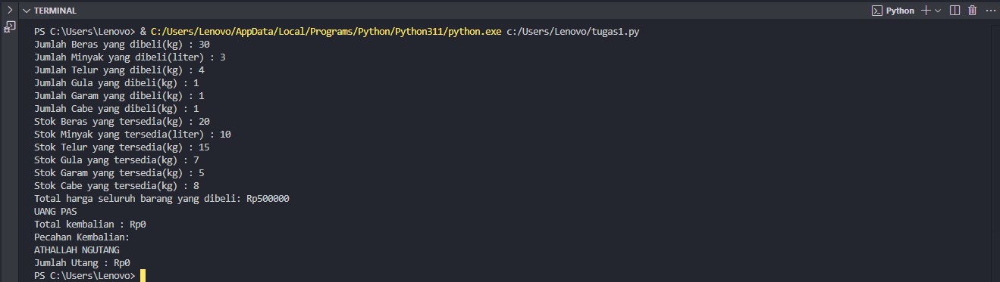 TERMINAL
Python
PS C:\Users\Lenovo> & C:/Users/Lenovo/AppData/Local/Programs/Python/Python311/python.exe c:/Users/Lenovo/tugas1.py
Jumlah Beras yang dibeli(kg) : 30
Jumlah Minyak yang dibeli(liter) : 3
Jumlah Telur yang dibeli(kg) : 4
Jumlah Gula yang dibeli(kg) : 1
Jumlah Garam yang dibeli(kg) : 1
Jumlah Cabe yang dibeli(kg) : 1
Stok Beras yang tersedia(kg) : 20
Stok Minyak yang tersedia(liter) : 10
Stok Telur yang tersedia(kg) : 15
Stok Gula yang tersedia(kg) : 7
Stok Garam yang tersedia(kg) : 5
Stok Cabe yang tersedia(kg) : 8
Total harga seluruh barang yang dibeli: Rp500000
UANG PAS
Total kembalian : Rp0
Pecahan Kembalian:
ATHALLAH NGUTANG
Jumlah Utang : Rp0
PS C:\Users\Lenovo>